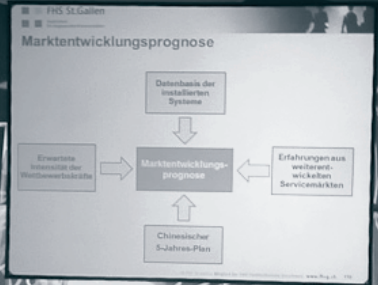 FHS St.Gallen
Marktentwicklungsprognose
Datenbasis der
installierten
Systeme
Erwartete
Intensität der
Wettbewerbskräfte
Marktentwicklungs-
prognose
Erfahrungen aus
weiterent-
wickelten
Servicemärkten
Chinesischer
5-Jahres-Plan